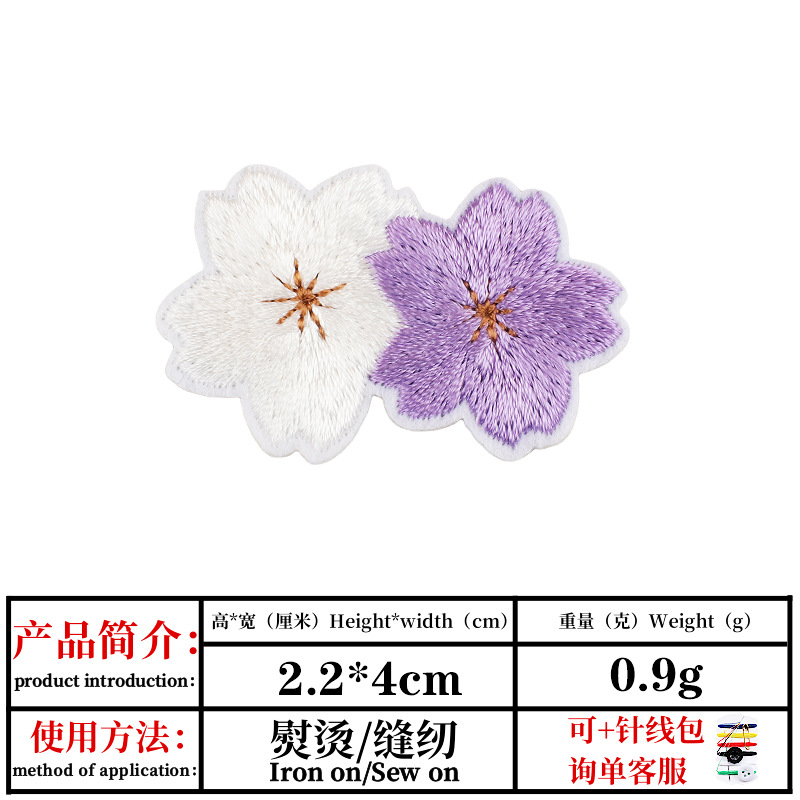 产品简介：
product introduction：
高*宽（厘米）Height*width（cm）
重量（克）Weight（g）
2.2*4cm
0.9g
使用方法：
method of application：
熨烫/缝纫
Iron on/Sew on
可+针线包
询单客服